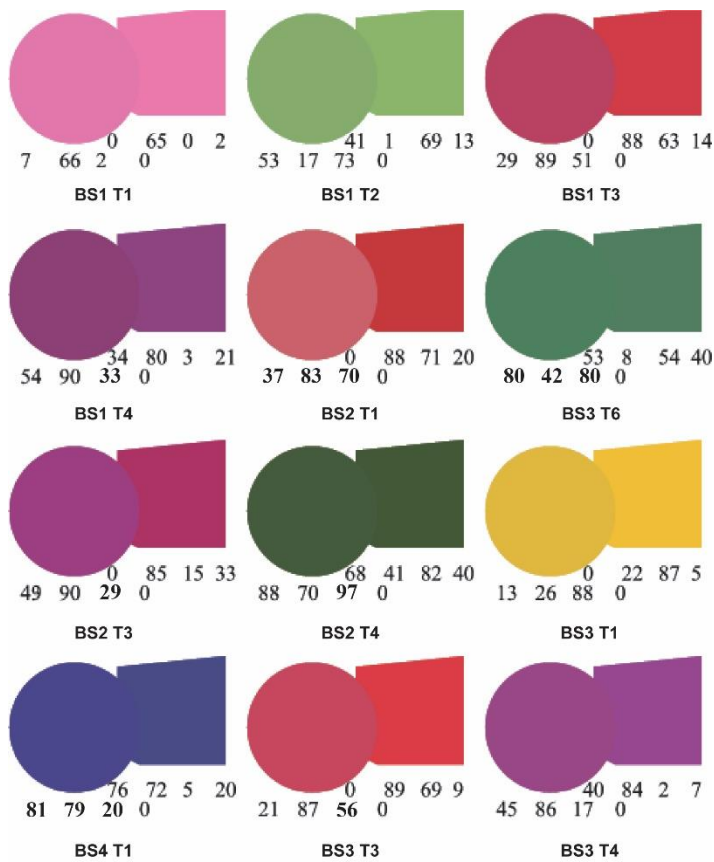 0 65 0 2
7 66 2 0
BS1 T1
41 1 69 13
53 17 73 0
BS1 T2
0 88 63 14
29 89 51 0
BS1 T3
34 80 3 21
54 90 33 0
BS1 T4
0 88 71 20
37 83 70 0
BS2 T1
53 8 54 40
80 42 80 0
BS3 T6
0 85 15 33
49 90 29 0
BS2 T3
68 41 82 40
88 70 97 0
BS2 T4
0 22 87 5
13 26 88 0
BS3 T1
76 72 5 20
81 79 20 0
BS4 T1
0 89 69 9
21 87 56 0
BS3 T3
40 84 2 7
45 86 17 0
BS3 T4